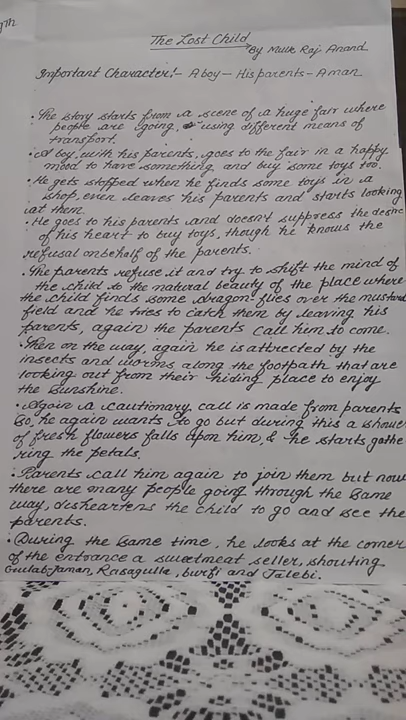 9th
The Lost Child
By Mulk Raj Anand
Important Character:- A boy - His parents - A man
• The story starts from a scene of a huge fair where
people are going, using different means of
transport.
• A boy, with his parents, goes to the fair in a happy
mood to have something and buy some toys too.
• He gets stopped when he finds some toys in a
shop, even leaves his parents and starts looking
at them.
• He goes to his parents and doesn't suppress the desire
of his heart to buy toys, though he knows the
refusal onbehalf of the parents.
• The parents refuse it and try to shift the mind of
the child to the natural beauty of the place where
the child finds some dragon flies over the mustard
field and he tries to catch them by leaving his
parents, again the parents call him to come.
• Then on the way, again he is attrected by the
insects and worms along the footpath that are
looking out from their hiding place to enjoy
the Sunshine.
• Again a cautionary call is made from parents
So, he again wants to go but during this a shower
of fresh flowers falls upon him, & he starts gathe
ring the petals.
• Parents call him again to join them but now
there are many people going through the Same
way, disheartens the child to go and see the
parents.
• During the Same time, he looks at the corner
of the entrance a sweetmeat seller, shouting
Gulab-Jaman, Rasagulla, burfi and Jalebi.